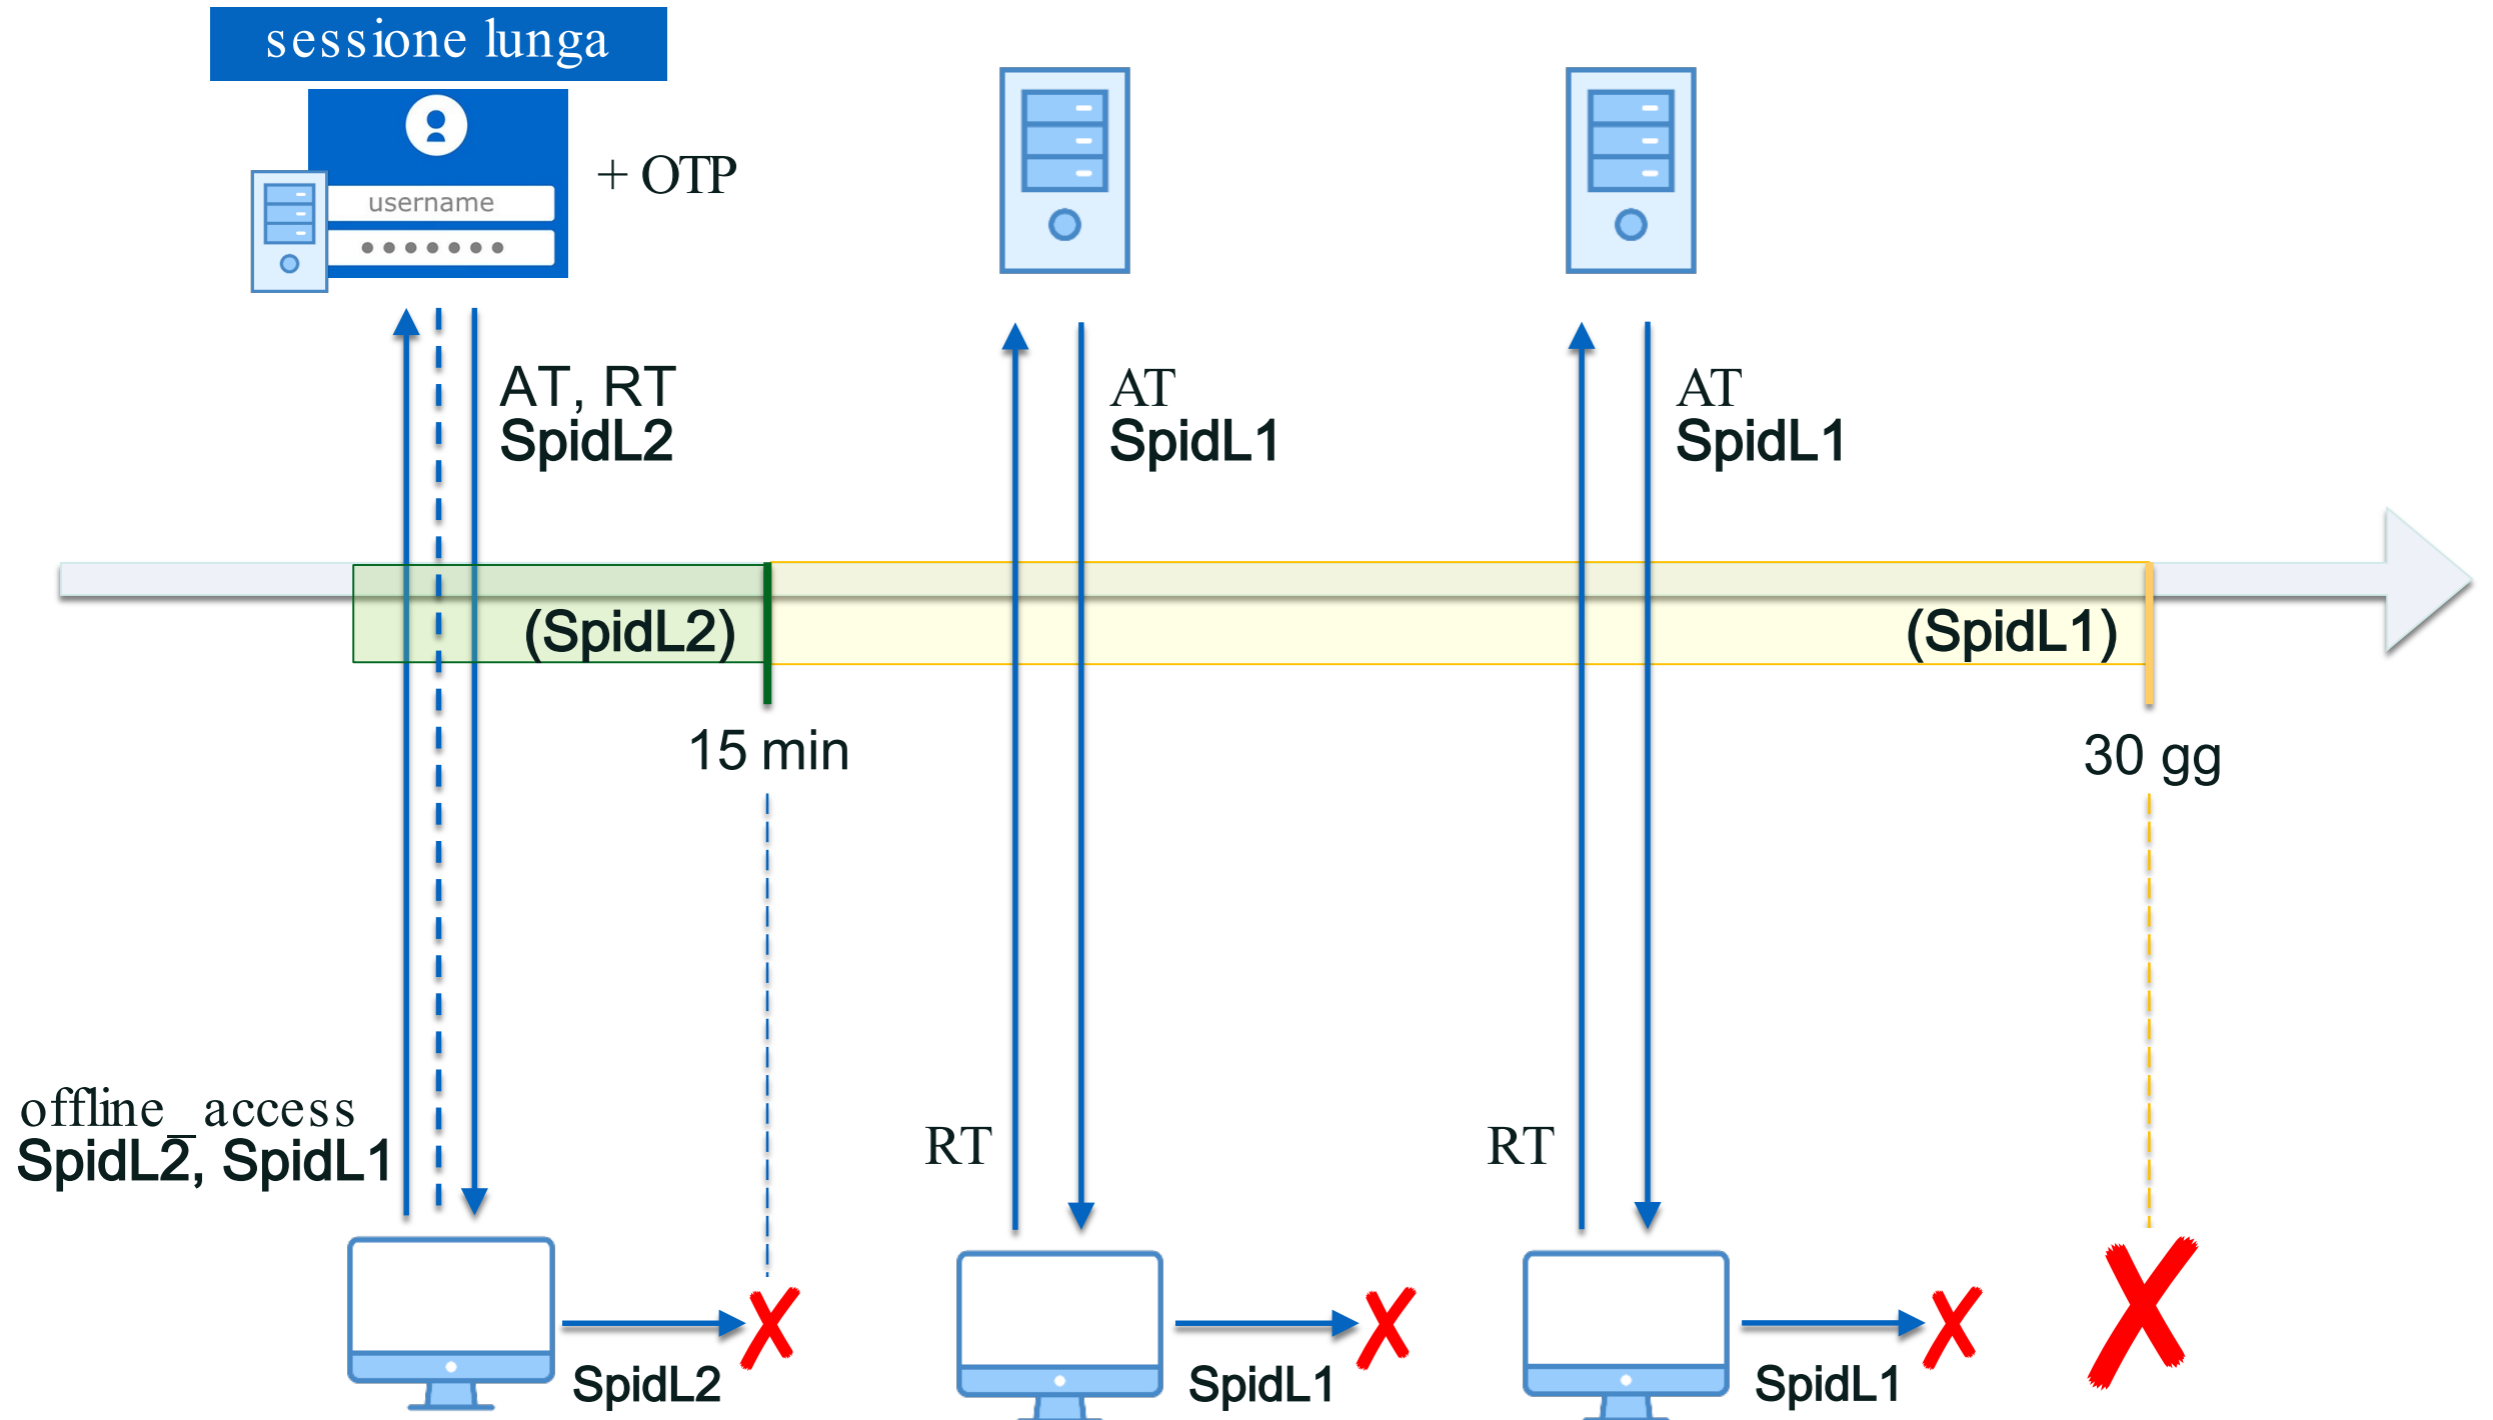 sessione lunga
username
+ OTP
AT, RT
SpidL2
AT
SpidL1
AT
SpidL1
(SpidL2)
(SpidL1)
15 min
30 gg
offline_access
SpidL2, SpidL1
RT
RT
SpidL2
SpidL1
SpidL1